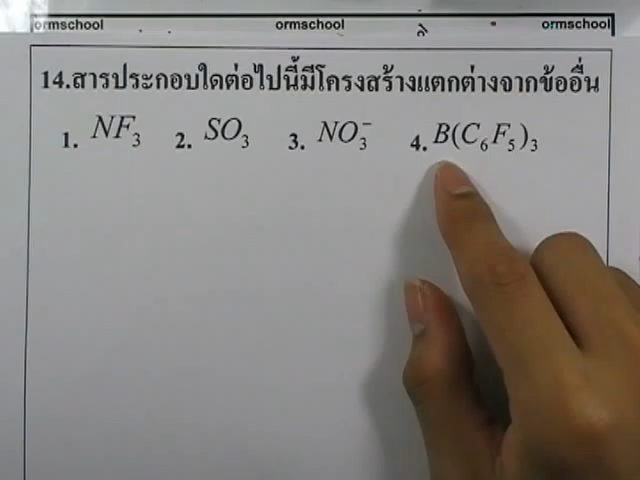 ormschool ormschool ormschool
14.สารประกอบใดต่อไปนี้มีโครงสร้างแตกต่างจากข้ออื่น
1. NF₃ 2. SO₃ 3. NO₃⁻ 4. B(C₆F₅)₃